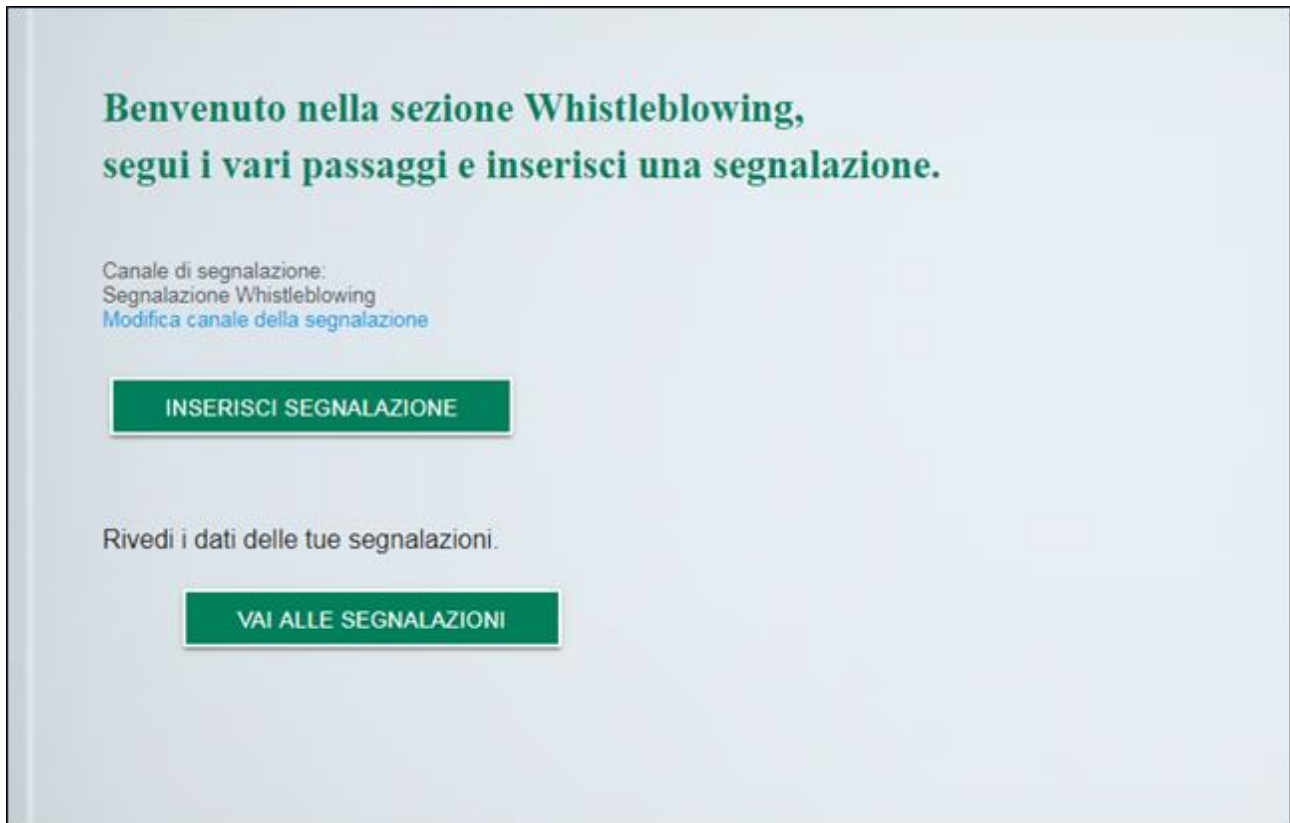 Benvenuto nella sezione Whistleblowing,
segui i vari passaggi e inserisci una segnalazione.
Canale di segnalazione:
Segnalazione Whistleblowing
Modifica canale della segnalazione
INSERISCI SEGNALAZIONE
Rivedi i dati delle tue segnalazioni.
VAI ALLE SEGNALAZIONI